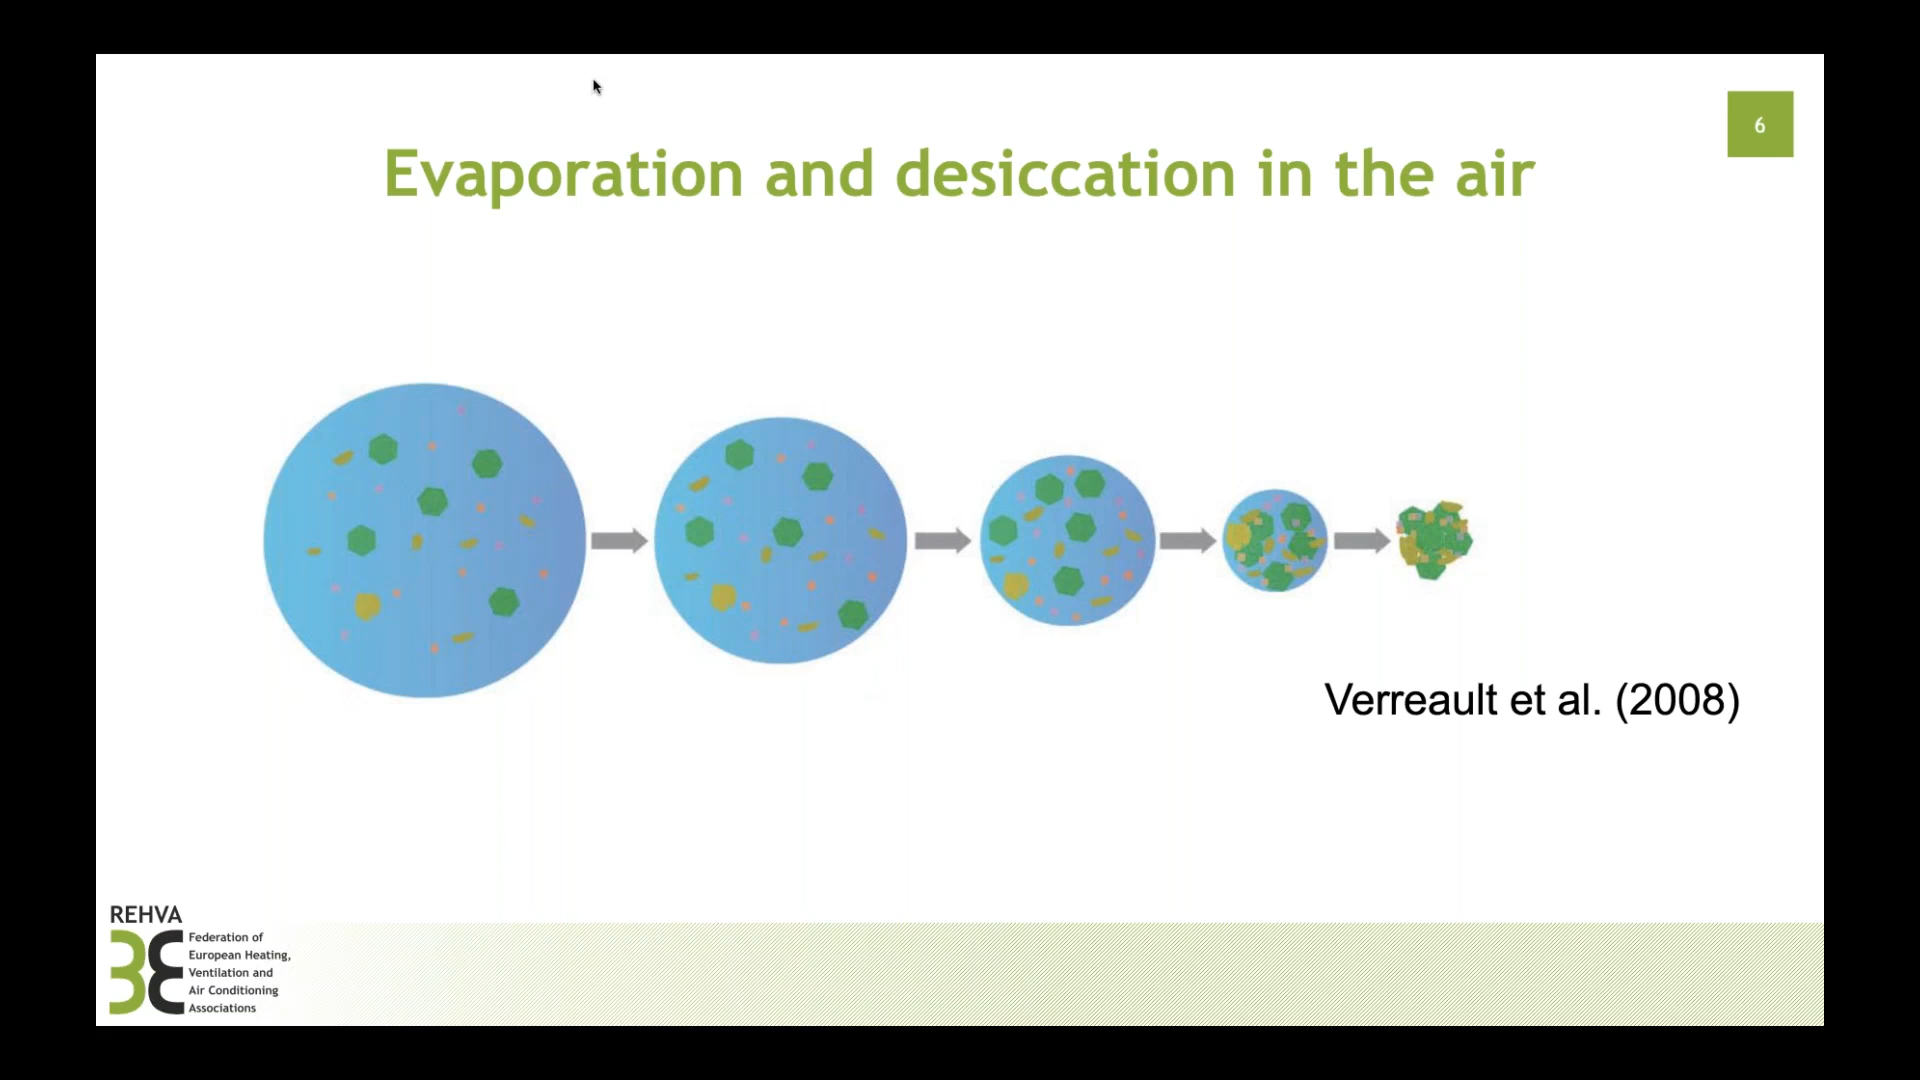 6
Evaporation and desiccation in the air
Verreault et al. (2008)
REHVA
Federation of
European Heating,
Ventilation and
Air Conditioning
Associations